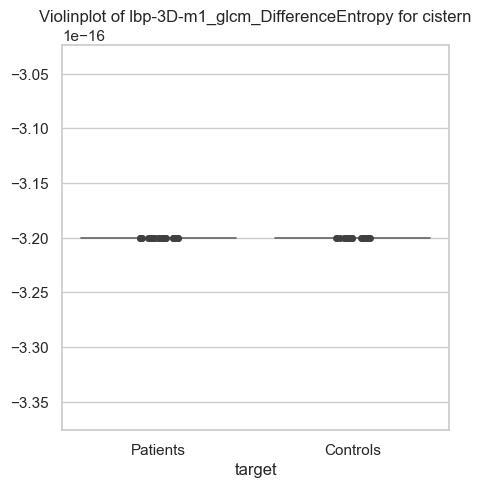 Violinplot of lbp-3D-m1_glcm_DifferenceEntropy for cistern
1e−16
−3.05
−3.10
−3.15
−3.20
−3.25
−3.30
−3.35
Patients Controls
target